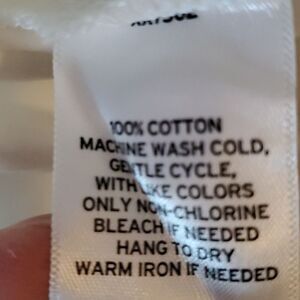 100% COTTON
MACHINE WASH COLD,
GENTLE CYCLE,
WITH LIKE COLORS
ONLY NON-CHLORINE
BLEACH IF NEEDED
HANG TO DRY
WARM IRON IF NEEDED